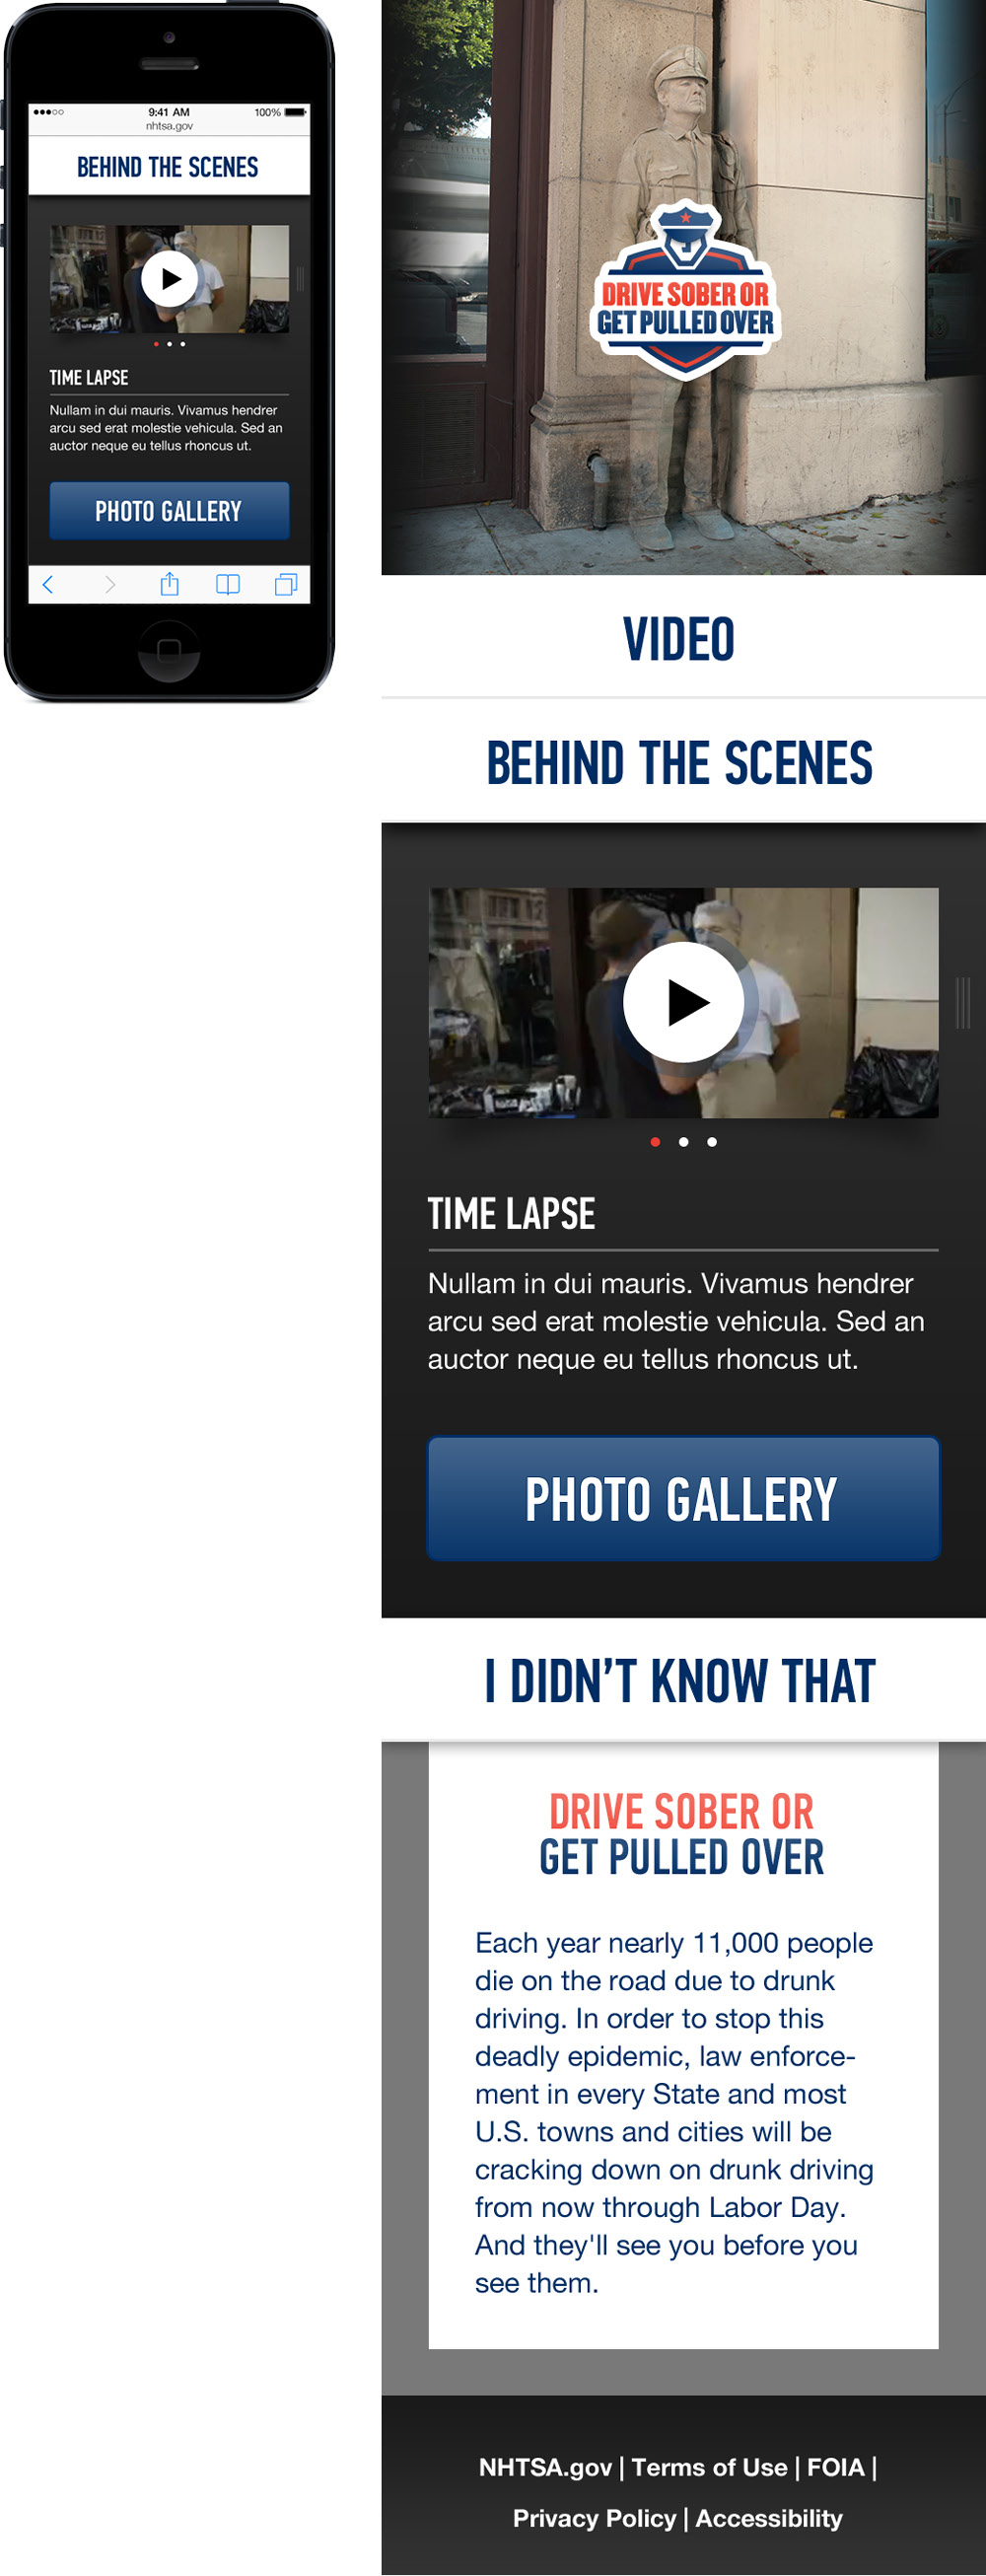 9:41 AM
100%
nhtsa.gov
BEHIND THE SCENES
TIME LAPSE
Nullam in dui mauris. Vivamus hendrer
arcu sed erat molestie vehicula. Sed an
auctor neque eu tellus rhoncus ut.
PHOTO GALLERY
DRIVE SOBER OR
GET PULLED OVER
VIDEO
BEHIND THE SCENES
TIME LAPSE
Nullam in dui mauris. Vivamus hendrer
arcu sed erat molestie vehicula. Sed an
auctor neque eu tellus rhoncus ut.
PHOTO GALLERY
I DIDN’T KNOW THAT
DRIVE SOBER OR
GET PULLED OVER
Each year nearly 11,000 people
die on the road due to drunk
driving. In order to stop this
deadly epidemic, law enforce-
ment in every State and most
U.S. towns and cities will be
cracking down on drunk driving
from now through Labor Day.
And they'll see you before you
see them.
NHTSA.gov | Terms of Use | FOIA |
Privacy Policy | Accessibility